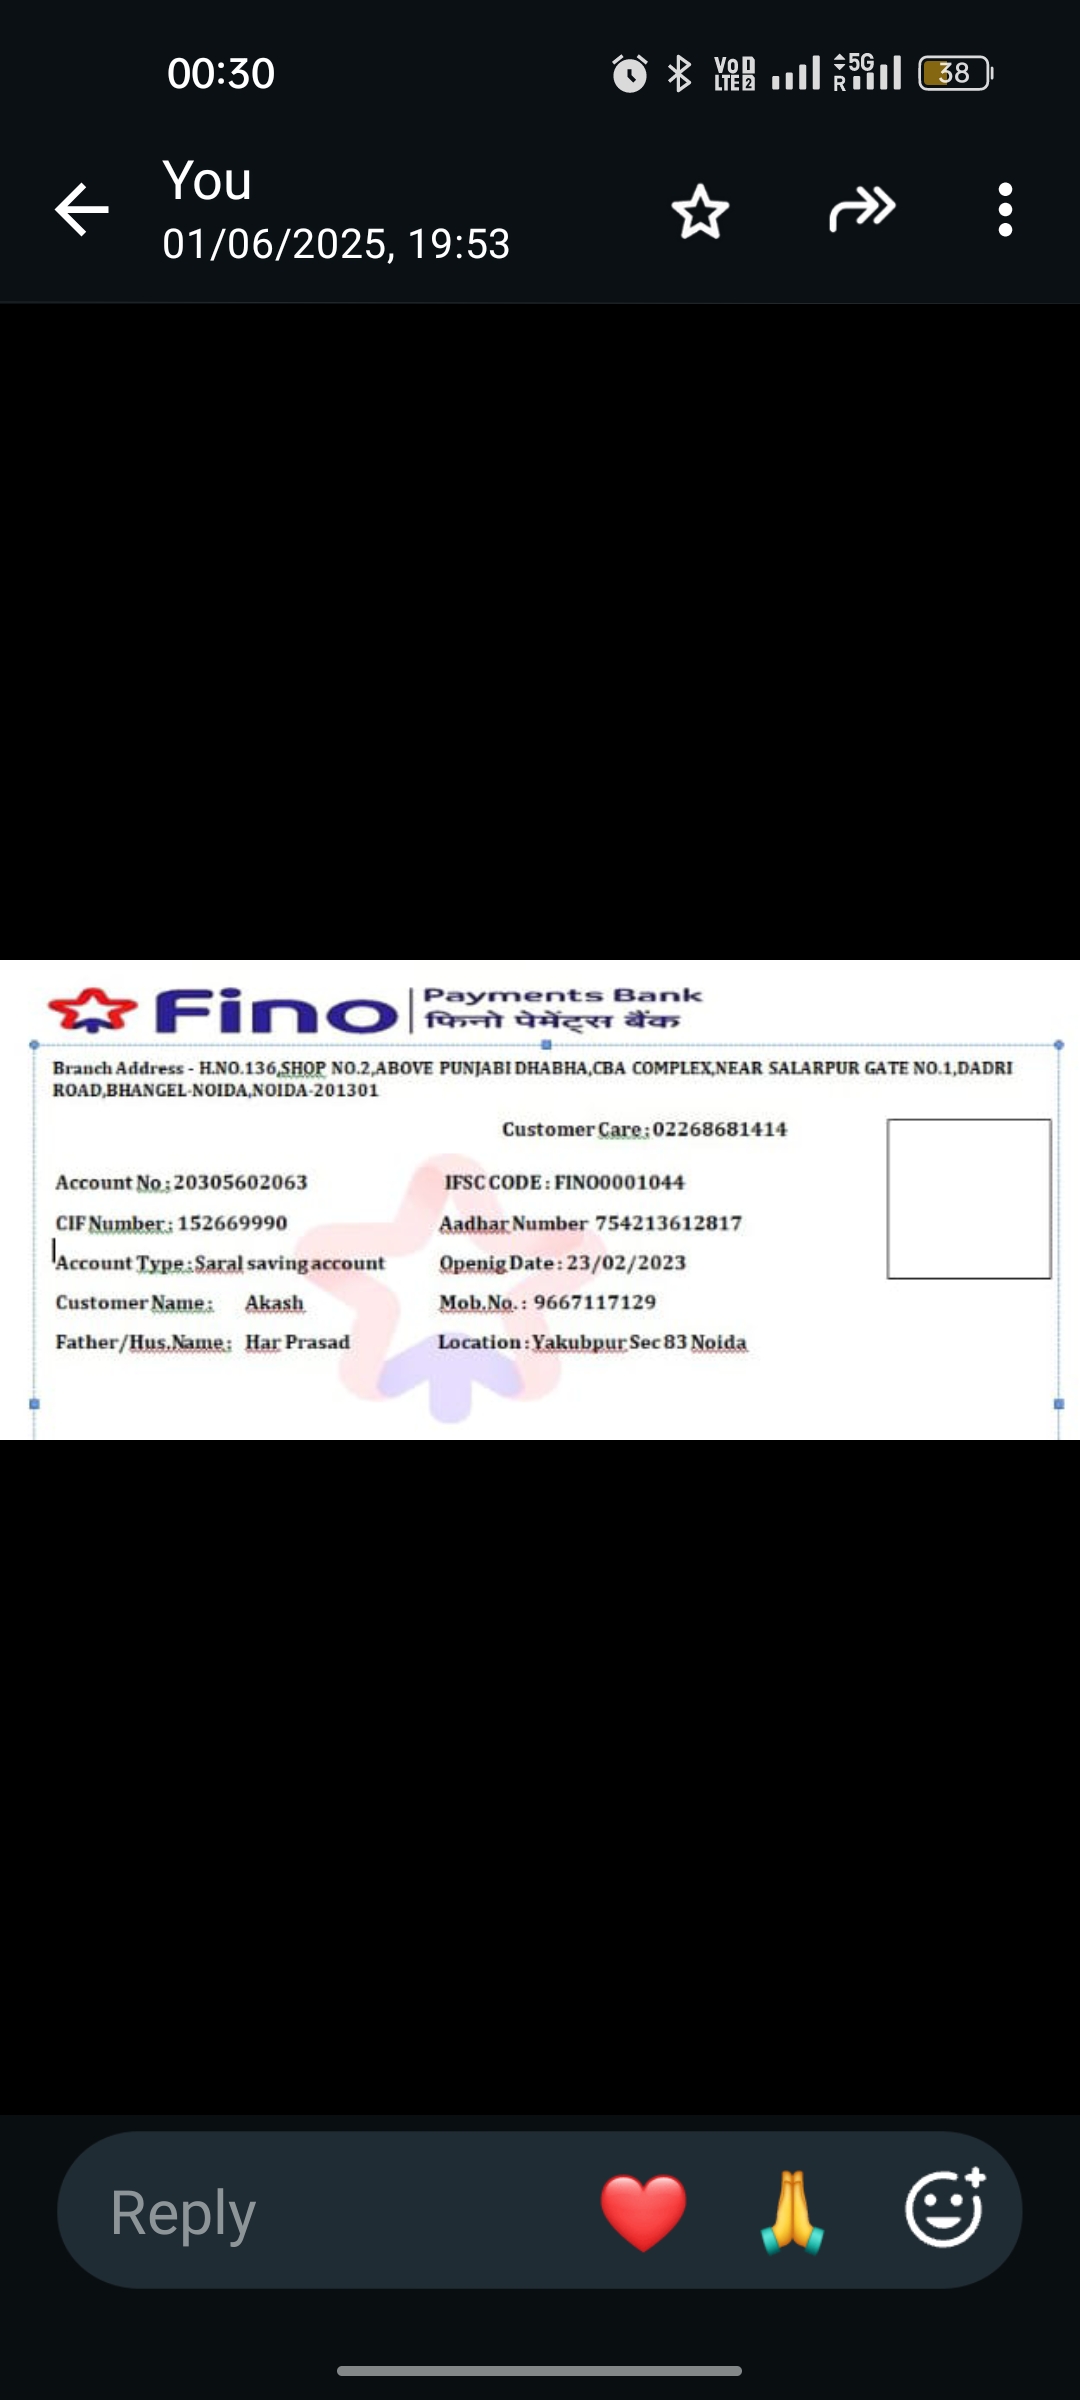 00:30
VoLTE 1 2 5G R 38
You
01/06/2025, 19:53
Fino Payments Bank
फिनो पेमेंट्स बैंक
Branch Address - H.NO.136,SHOP NO.2,ABOVE PUNJABI DHABHA,CBA COMPLEX,NEAR SALARPUR GATE NO.1,DADRI
ROAD,BHANGEL-NOIDA,NOIDA-201301
Customer Care : 02268681414
Account No : 20305602063 IFSC CODE : FINO0001044
CIF Number : 152669990 Aadhar Number 754213612817
Account Type : Saral saving account Openig Date : 23/02/2023
Customer Name : Akash Mob.No. : 9667117129
Father/Hus.Name : Har Prasad Location : Yakubpur Sec 83 Noida
Reply